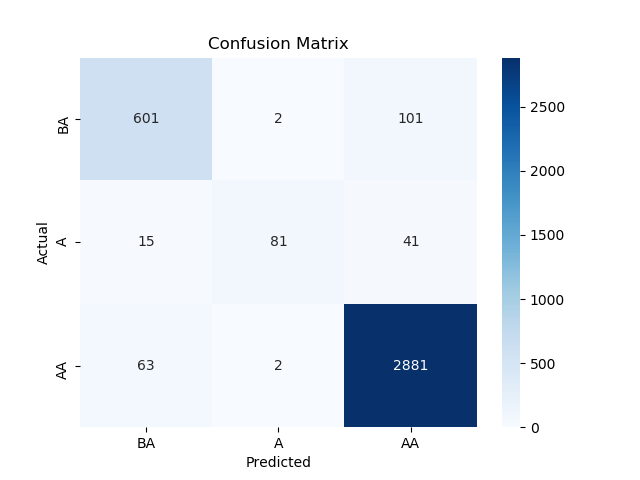 Confusion Matrix
BA 601 2 101
A 15 81 41
AA 63 2 2881
BA A AA
Predicted
Actual
2500
2000
1500
1000
500
0